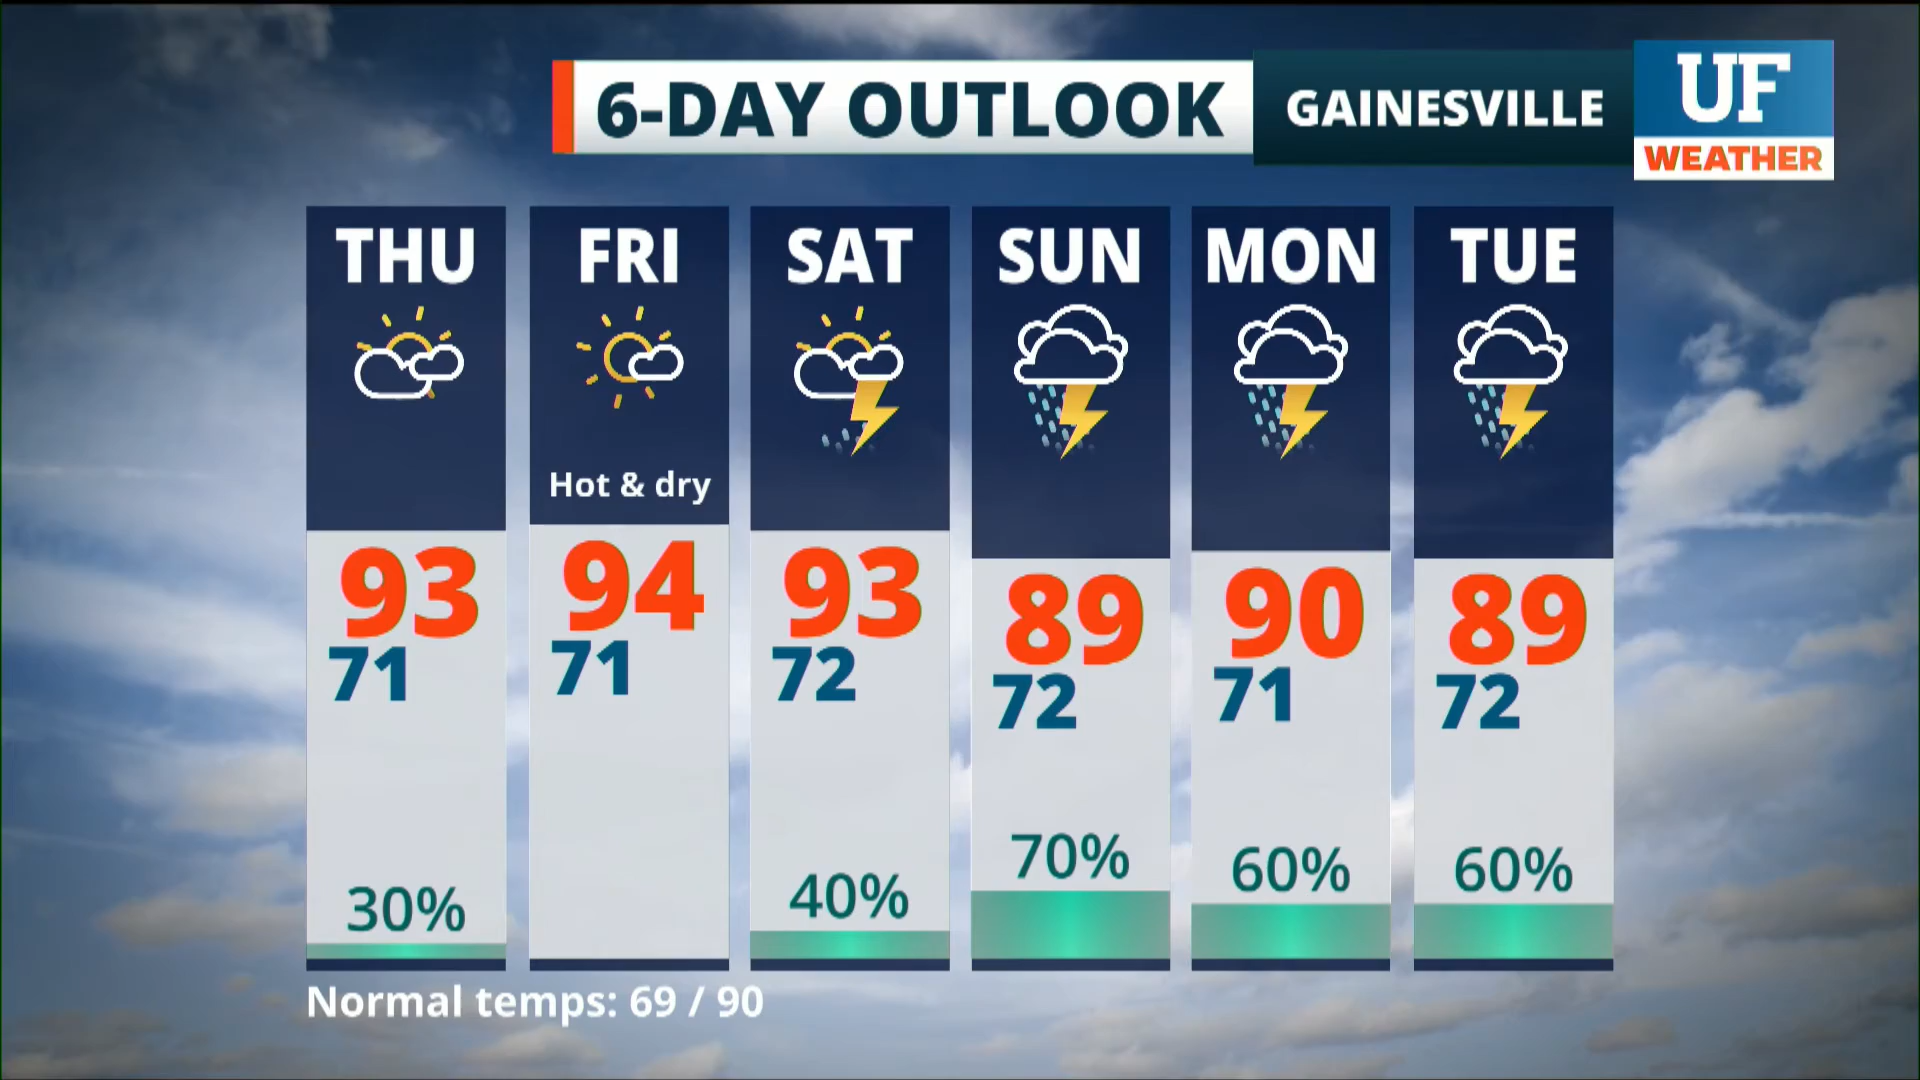 6-DAY OUTLOOK
GAINESVILLE
UF
WEATHER
THU
FRI
SAT
SUN
MON
TUE
Hot & dry
93
94
93
89
90
89
71
71
72
72
71
72
30%
40%
70%
60%
60%
Normal temps: 69 / 90